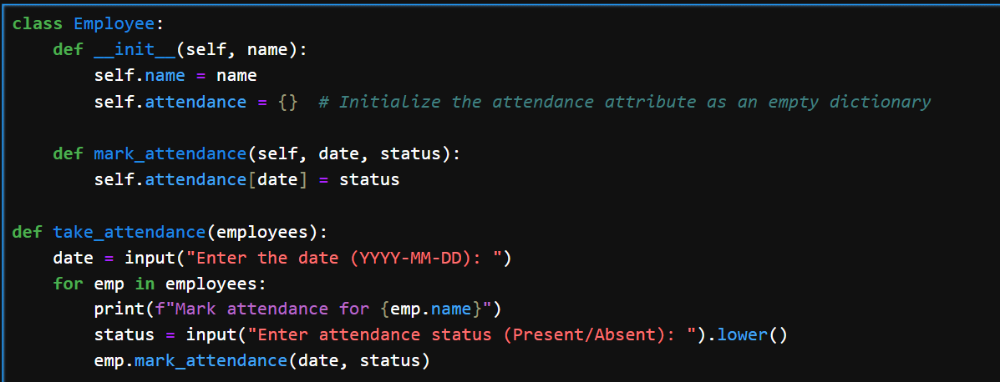 class Employee:
    def __init__(self, name):
        self.name = name
        self.attendance = {}  # Initialize the attendance attribute as an empty dictionary

    def mark_attendance(self, date, status):
        self.attendance[date] = status

def take_attendance(employees):
    date = input("Enter the date (YYYY-MM-DD): ")
    for emp in employees:
        print(f"Mark attendance for {emp.name}")
        status = input("Enter attendance status (Present/Absent): ").lower()
        emp.mark_attendance(date, status)